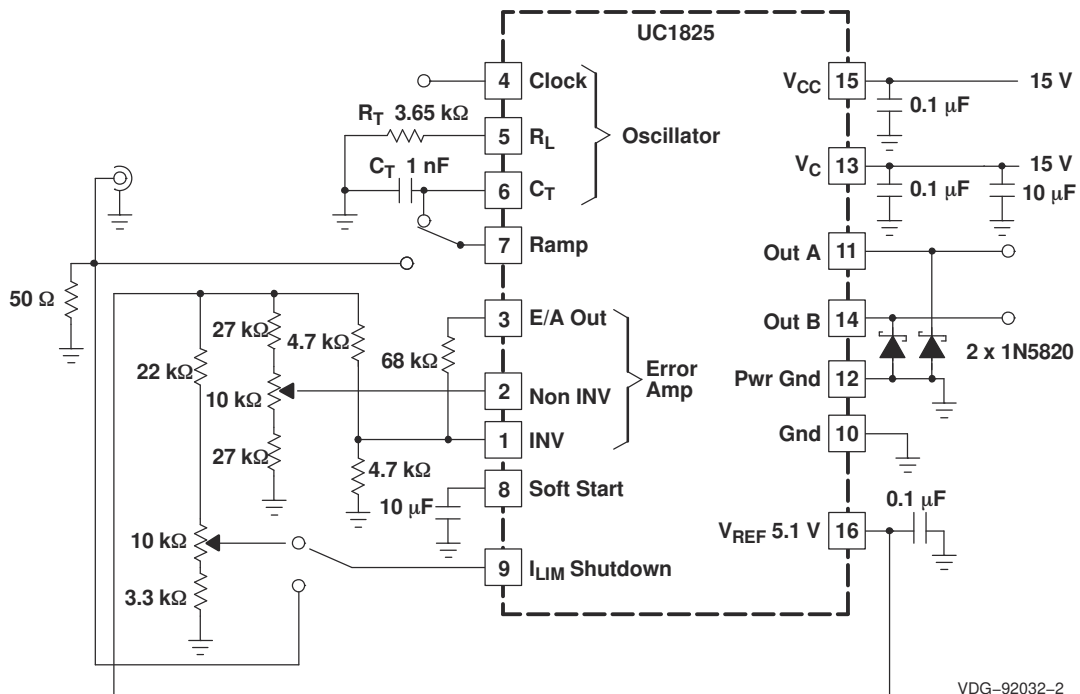 UC1825
4 Clock
R_T 3.65 kΩ
5 R_L
Oscillator
C_T 1 nF
6 C_T
7 Ramp
V_CC 15
15 V
0.1 μF
V_C 13
15 V
0.1 μF
10 μF
Out A 11
50 Ω
3 E/A Out
27 kΩ
4.7 kΩ
68 kΩ
22 kΩ
Error
Amp
2 Non INV
10 kΩ
1 INV
27 kΩ
4.7 kΩ
Out B 14
2 x 1N5820
Pwr Gnd 12
Gnd 10
8 Soft Start
10 μF
0.1 μF
V_REF 5.1 V 16
10 kΩ
9 I_LIM Shutdown
3.3 kΩ
VDG−92032−2